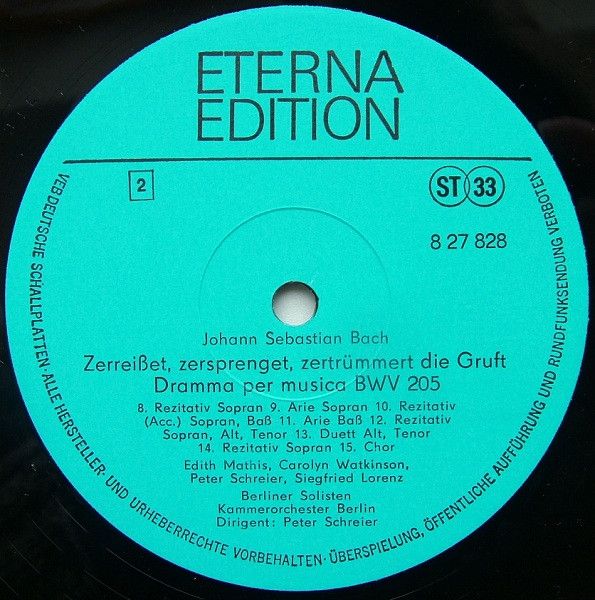 ETERNA
EDITION
2
ST 33
8 27 828
Johann Sebastian Bach
Zerreißet, zersprenget, zertrümmert die Gruft
Dramma per musica BWV 205
8. Rezitativ Sopran 9. Arie Sopran 10. Rezitativ
(Acc.) Sopran, Baß 11. Arie Baß 12. Rezitativ
Sopran, Alt, Tenor 13. Duett Alt, Tenor
14. Rezitativ Sopran 15. Chor
Edith Mathis, Carolyn Watkinson,
Peter Schreier, Siegfried Lorenz
Berliner Solisten
Kammerorchester Berlin
Dirigent: Peter Schreier
VEB DEUTSCHE SCHALLPLATTEN · ALLE HERSTELLER- UND URHEBERRECHTE VORBEHALTEN · ÜBERSPIELUNG, ÖFFENTLICHE AUFFÜHRUNG UND RUNDFUNKSENDUNG VERBOTEN